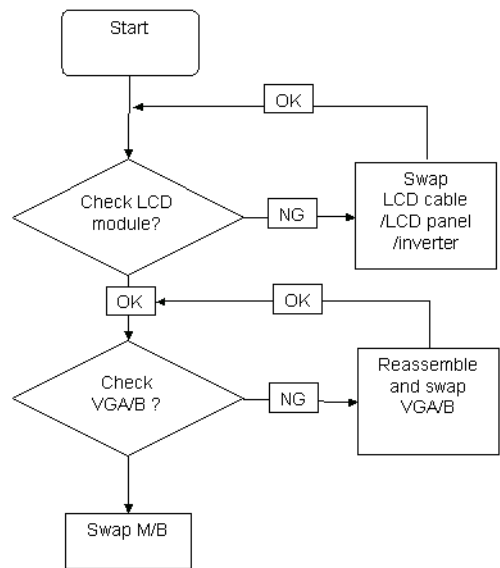 Start
OK
Check LCD
module?
NG
Swap
LCD cable
/LCD panel
/inverter
OK
OK
Check
VGA/B ?
NG
Reassemble
and swap
VGA/B
Swap M/B